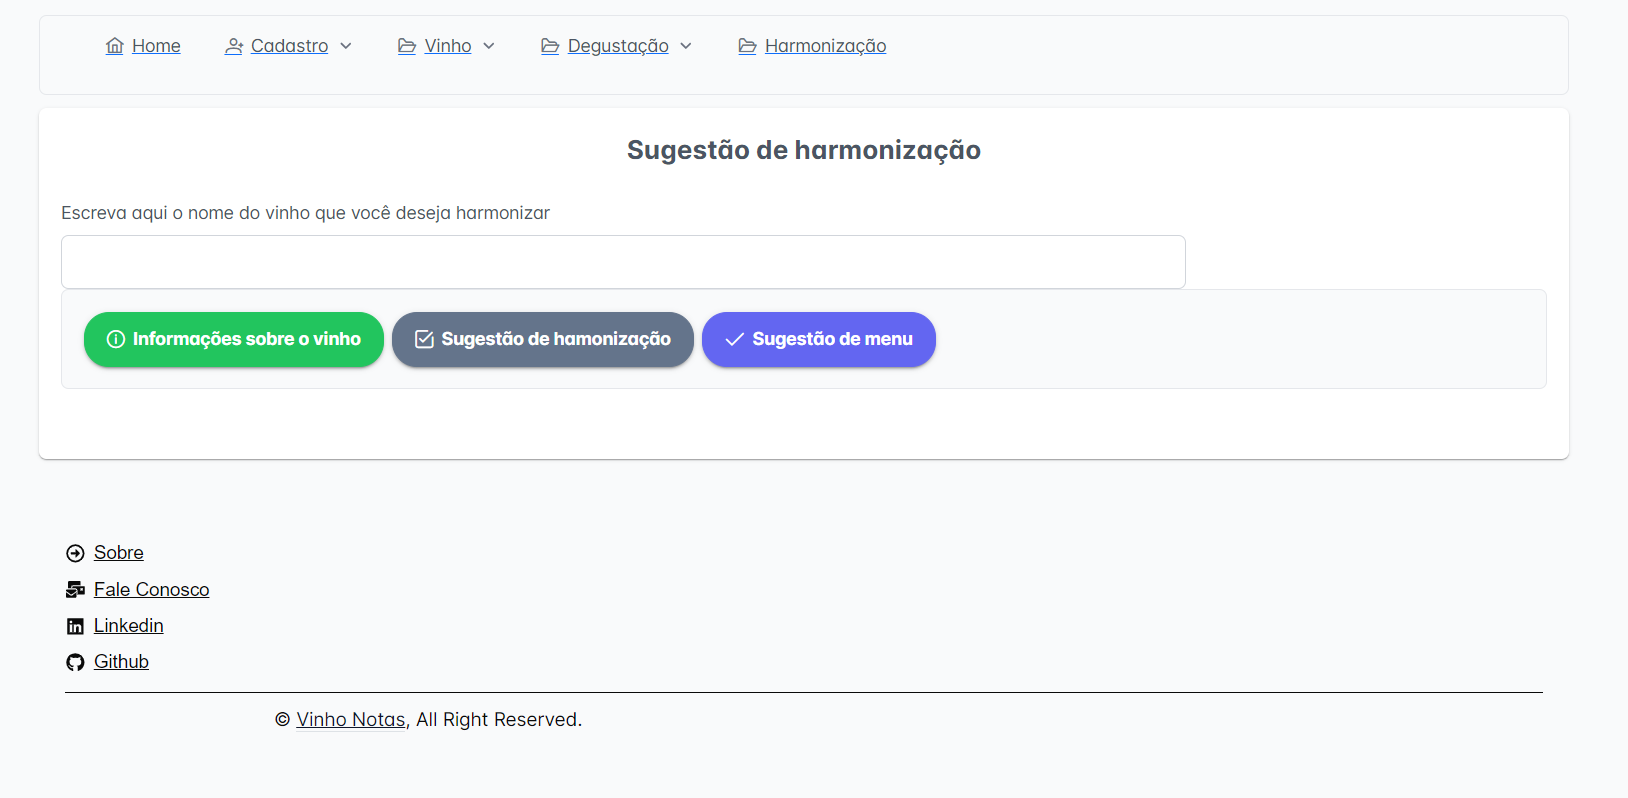 Home Cadastro Vinho Degustação Harmonização
Sugestão de harmonização
Escreva aqui o nome do vinho que você deseja harmonizar
Informações sobre o vinho Sugestão de hamonização Sugestão de menu
Sobre
Fale Conosco
Linkedin
Github
© Vinho Notas, All Right Reserved.